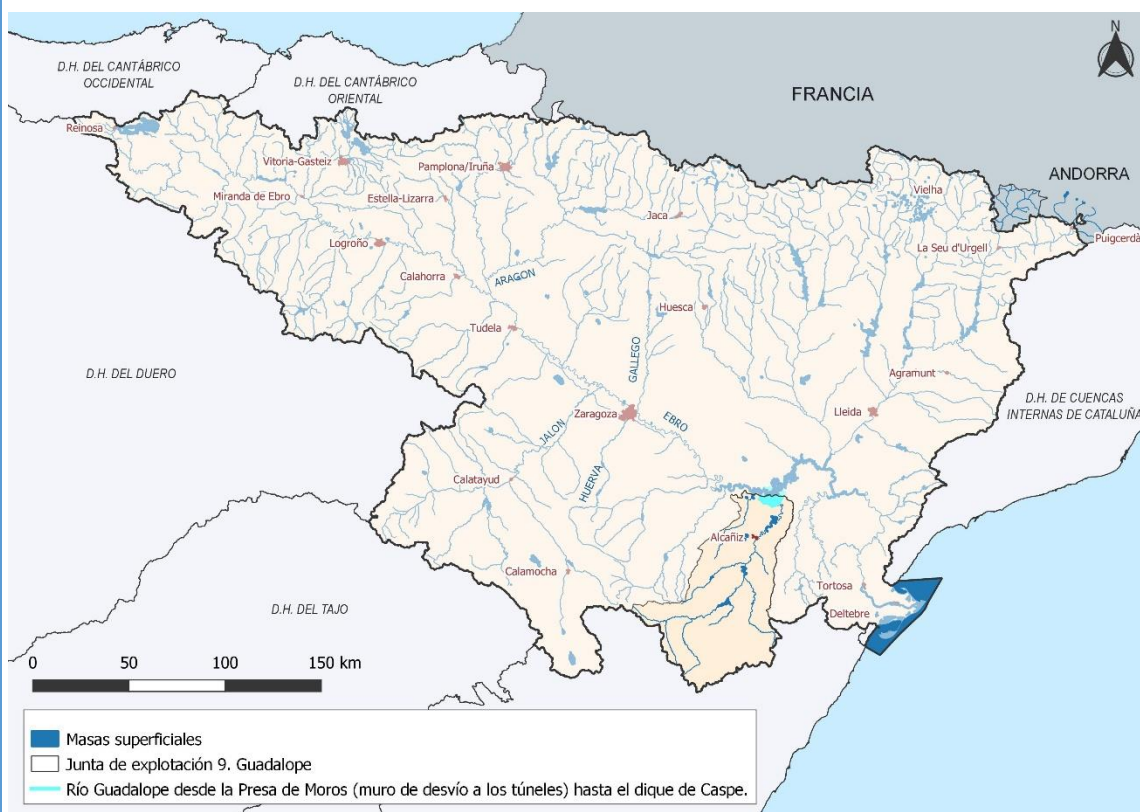 N
D.H. DEL CANTÁBRICO
OCCIDENTAL
D.H. DEL CANTÁBRICO
ORIENTAL
FRANCIA
Reinosa
Vitoria-Gasteiz
Pamplona/Iruña
Vielha
ANDORRA
Miranda de Ebro
Estella-Lizarra
Jaca
Puigcerdà
La Seu d'Urgell
Logroño
Calahorra
ARAGON
Huesca
Tudela
GALLEGO
Agramunt
D.H. DEL DUERO
D.H. DE CUENCAS
INTERNAS DE CATALUÑA
Zaragoza
EBRO
Lleida
JALON
HUERVA
Calatayud
Alcañiz
Calamocha
Tortosa
Deltebre
D.H. DEL TAJO
0 50 100 150 km
Masas superficiales
Junta de explotación 9. Guadalope
Río Guadalope desde la Presa de Moros (muro de desvío a los túneles) hasta el dique de Caspe.